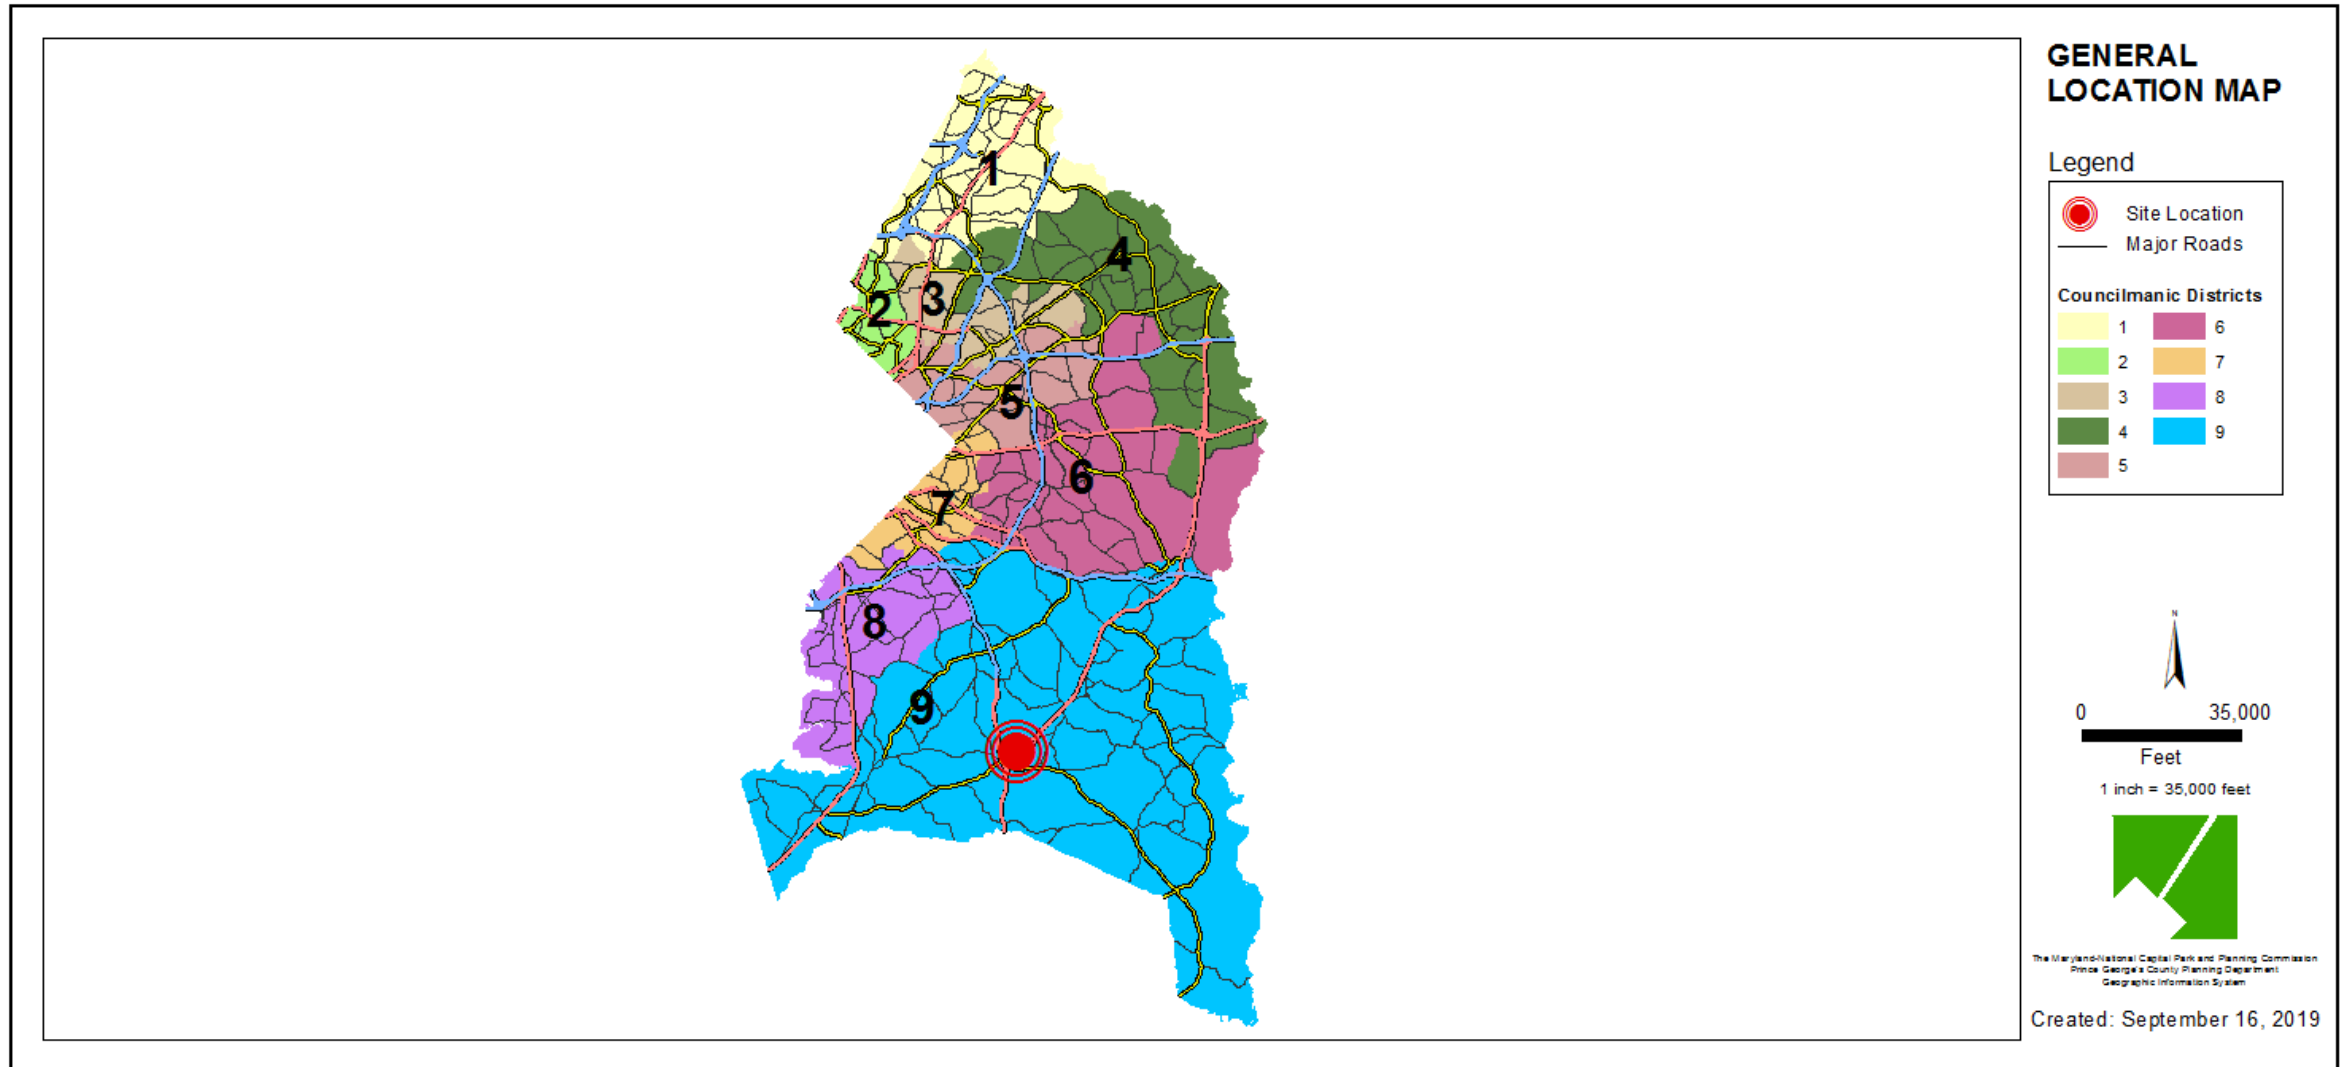 GENERAL
LOCATION MAP
Legend
Site Location
Major Roads
Councilmanic Districts
1 6
2 7
3 8
4 9
5
1
4
2
3
5
6
7
8
9
N
0 35,000
Feet
1 inch = 35,000 feet
The Maryland-National Capital Park and Planning Commission
Prince George's County Planning Department
Geographic Information System
Created: September 16, 2019